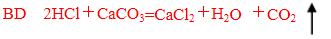 BD 2HCl+CaCO₃=CaCl₂+H₂O +CO₂ ↑